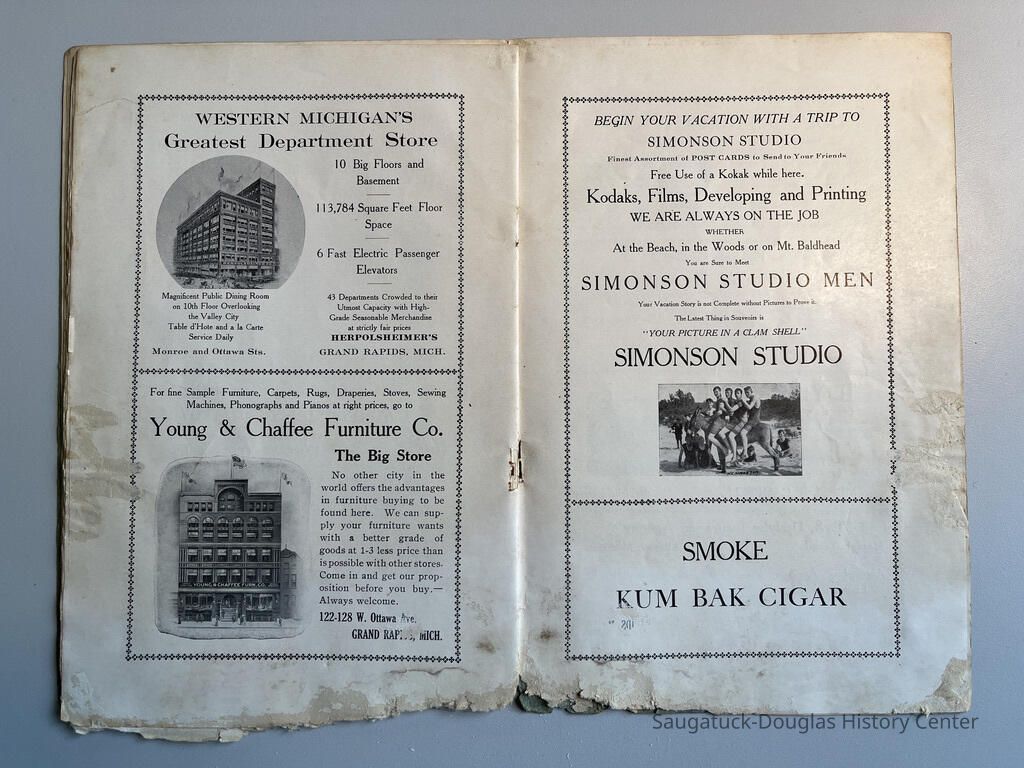 WESTERN MICHIGAN'S
Greatest Department Store
10 Big Floors and
Basement
113,784 Square Feet Floor
Space
6 Fast Electric Passenger
Elevators
Magnificent Public Dining Room
on 10th Floor Overlooking
the Valley City
Table d'Hote and a la Carte
Service Daily
Monroe and Ottawa Sts.
43 Departments Crowded to their
Utmost Capacity with High-
Grade Seasonable Merchandise
at strictly fair prices
HERPOLSHEIMER'S
GRAND RAPIDS, MICH.
For fine Sample Furniture, Carpets, Rugs, Draperies, Stoves, Sewing
Machines, Phonographs and Pianos at right prices, go to
Young & Chaffee Furniture Co.
The Big Store
No other city in the
world offers the advantages
in furniture buying to be
found here. We can sup-
ply your furniture wants
with a better grade of
goods at 1-3 less price than
is possible with other stores.
Come in and get our prop-
osition before you buy.—
Always welcome.
122-128 W. Ottawa Ave.
GRAND RAPIDS, MICH.
YOUNG & CHAFFEE FURN. CO.
BEGIN YOUR VACATION WITH A TRIP TO
SIMONSON STUDIO
Finest Assortment of POST CARDS to Send to Your Friends
Free Use of a Kokak while here.
Kodaks, Films, Developing and Printing
WE ARE ALWAYS ON THE JOB
WHETHER
At the Beach, in the Woods or on Mt. Baldhead
You are Sure to Meet
SIMONSON STUDIO MEN
Your Vacation Story is not Complete without Pictures to Prove it.
The Latest Thing in Souvenirs is
"YOUR PICTURE IN A CLAM SHELL"
SIMONSON STUDIO
SMOKE
KUM BAK CIGAR
Saugatuck-Douglas History Center